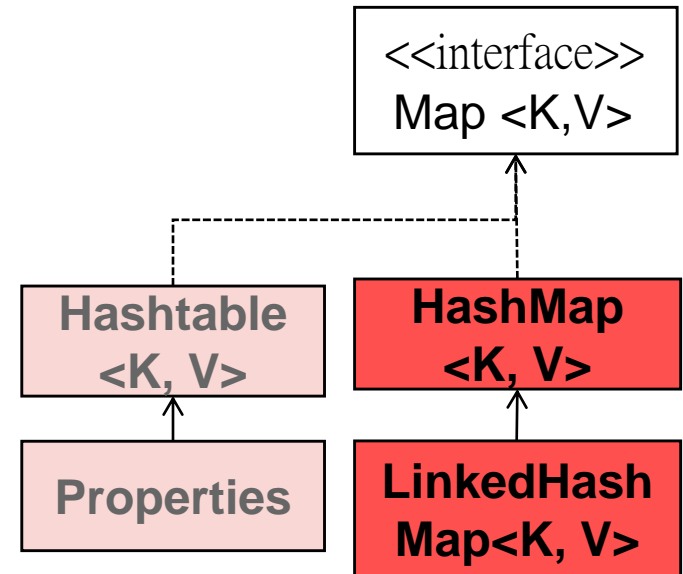 <<interface>>
Map <K,V>
Hashtable
<K, V>
HashMap
<K, V>
Properties
LinkedHash
Map<K, V>